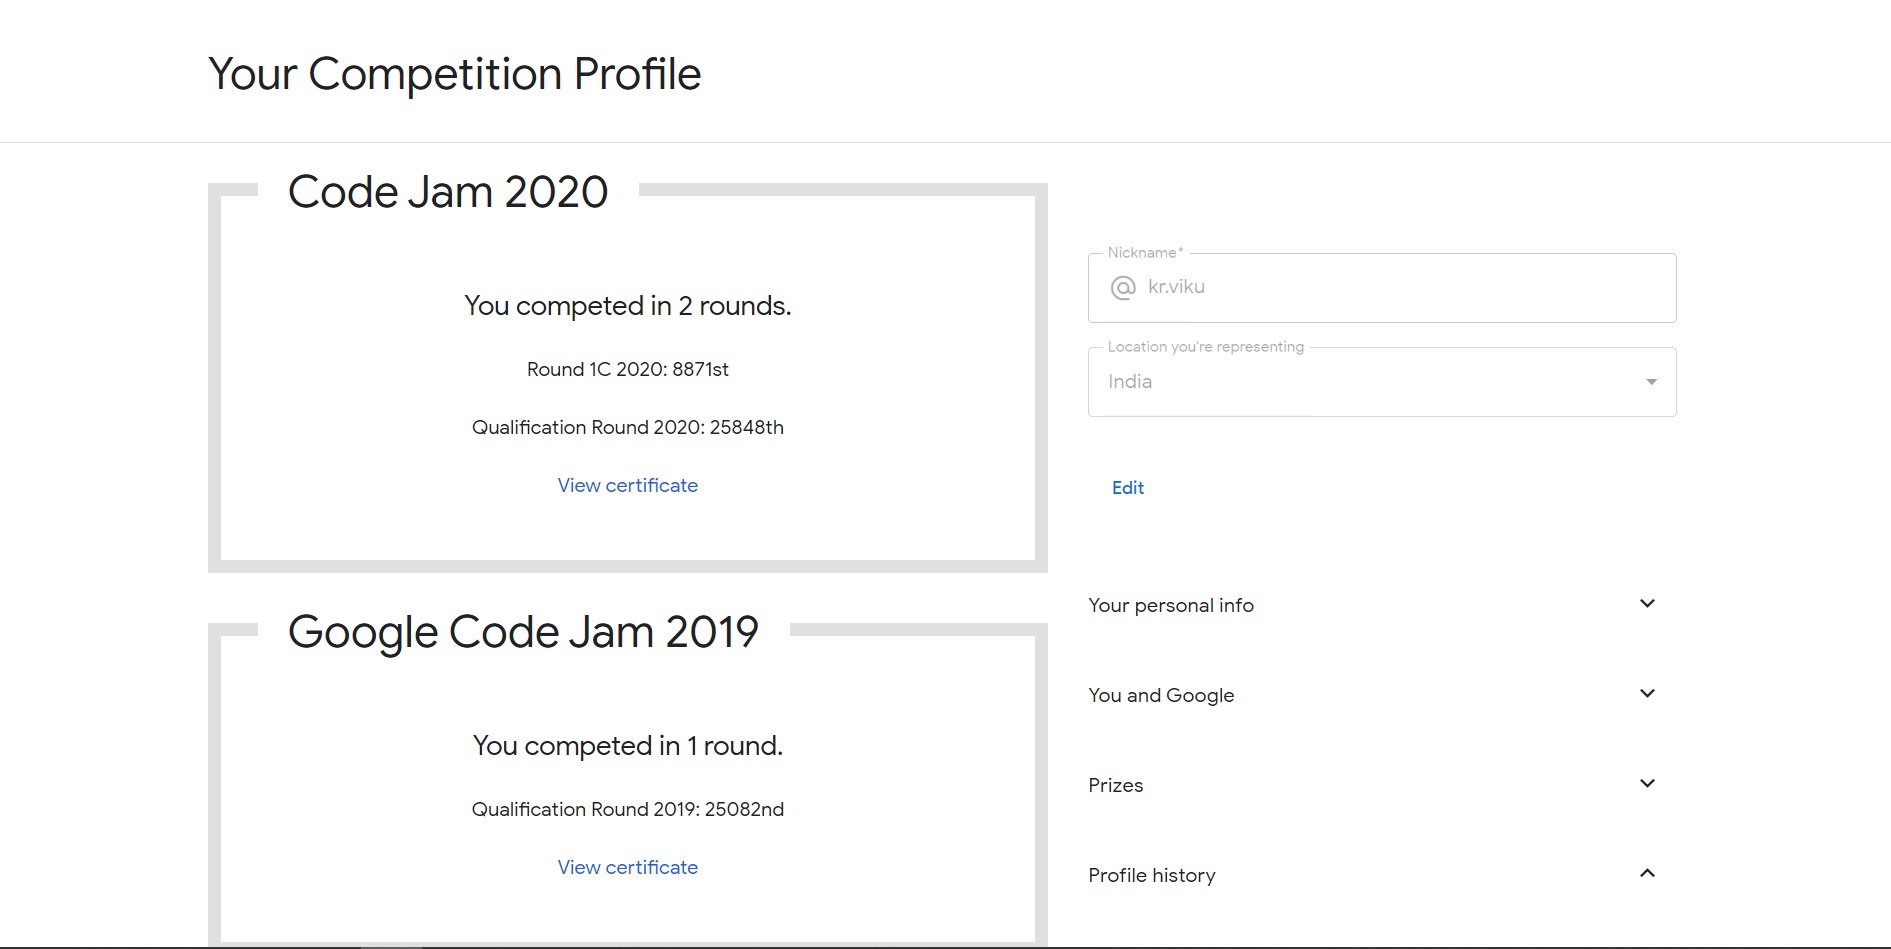 Your Competition Profile
Code Jam 2020
You competed in 2 rounds.
Round 1C 2020: 8871st
Qualification Round 2020: 25848th
View certificate
Google Code Jam 2019
You competed in 1 round.
Qualification Round 2019: 25082nd
View certificate
Nickname*
@ kr.viku
Location you're representing
India
Edit
Your personal info
You and Google
Prizes
Profile history